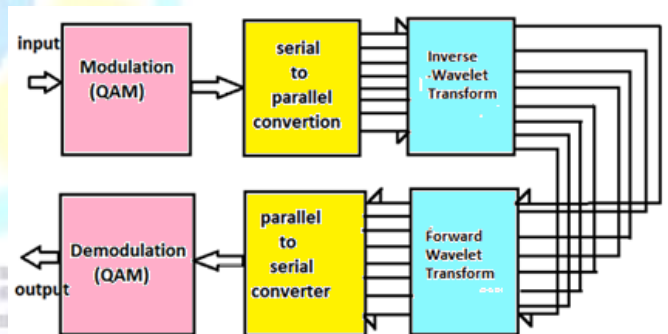 input
Modulation
(QAM)
serial
to
parallel
convertion
Inverse
-Wavelet
Transform
Demodulation
(QAM)
output
parallel
to
serial
converter
Forward
Wavelet
Transform